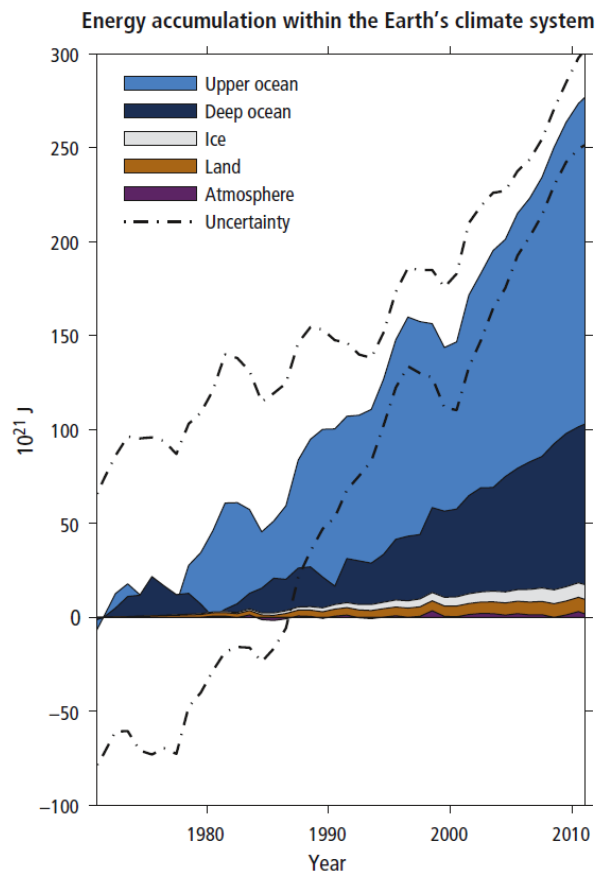 Energy accumulation within the Earth's climate system
300
Upper ocean
Deep ocean
250
Ice
Land
Atmosphere
200
Uncertainty
150
10²¹ J
100
50
0
−50
−100
1980
1990
2000
2010
Year